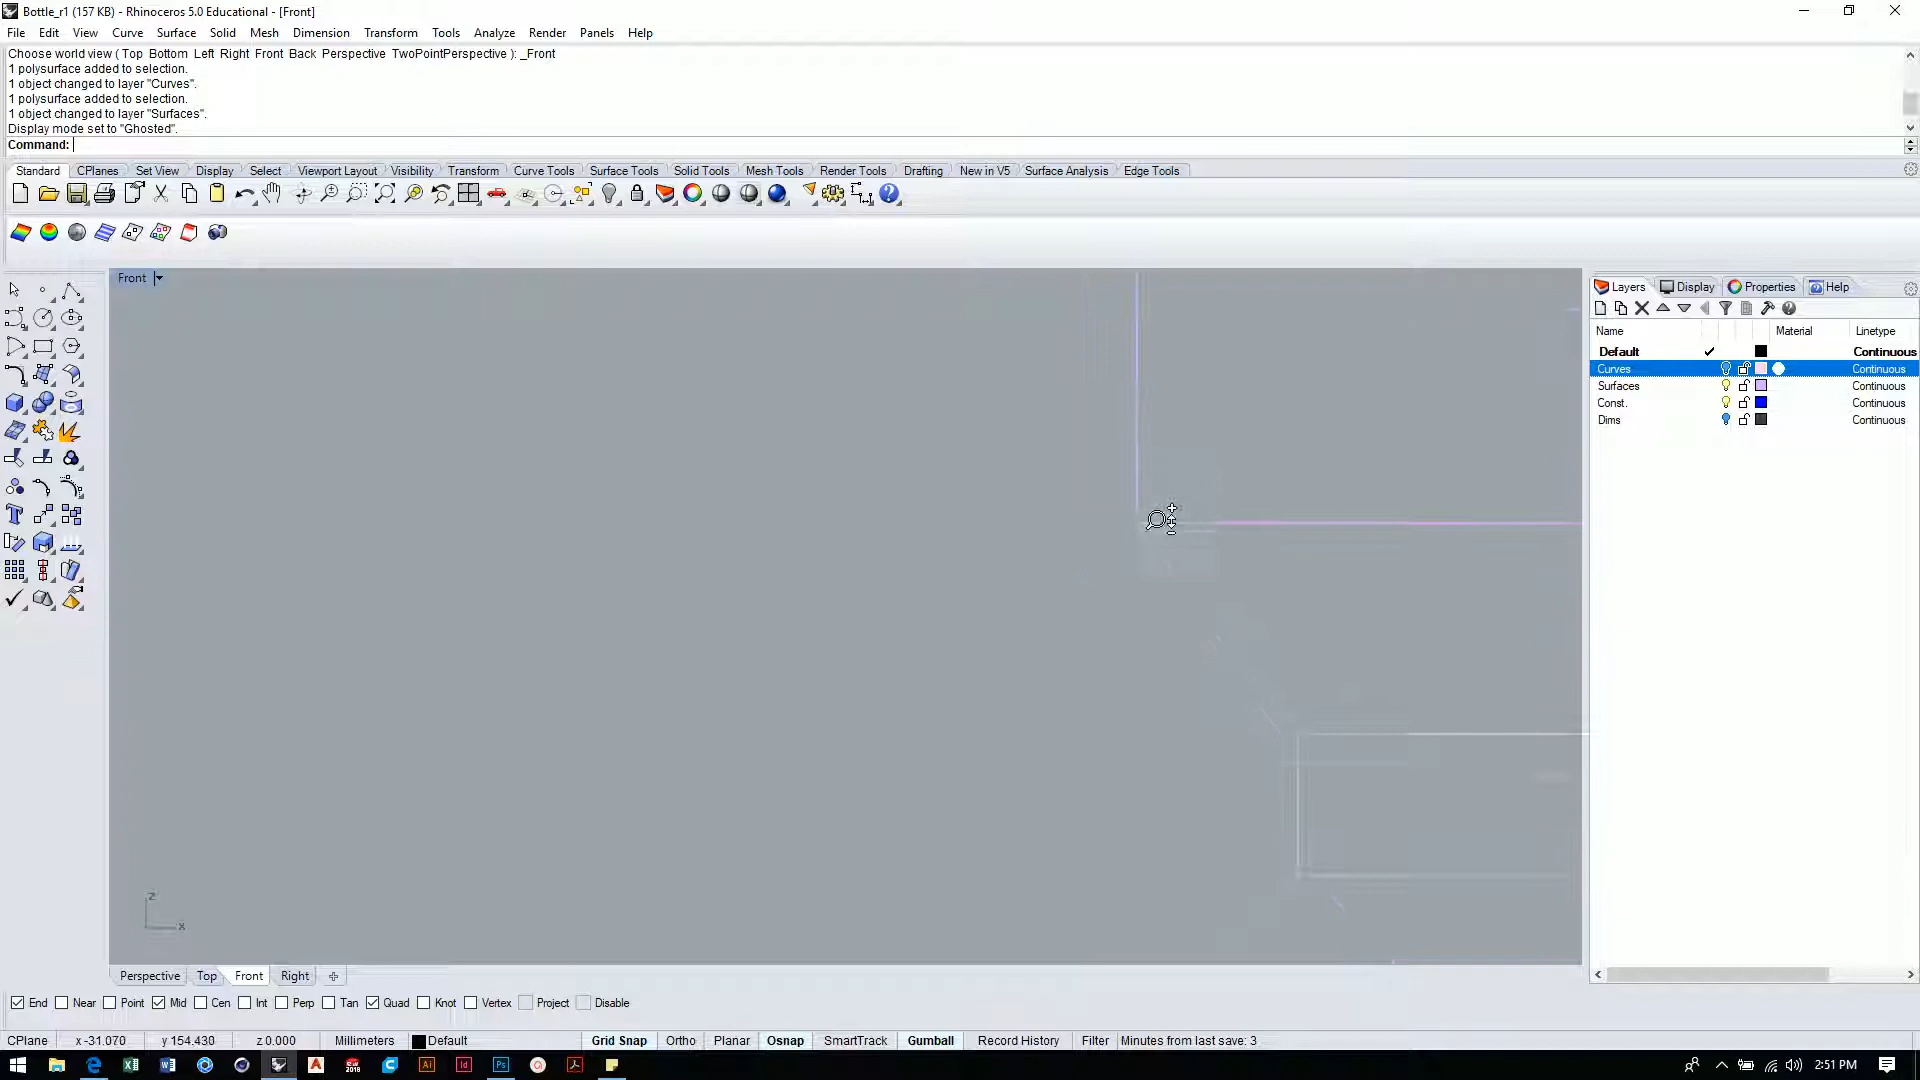 Bottle_r1 (157 KB) - Rhinoceros 5.0 Educational - [Front]
File Edit View Curve Surface Solid Mesh Dimension Transform Tools Analyze Render Panels Help
Choose world view ( Top Bottom Left Right Front Back Perspective TwoPointPerspective ): _Front
1 polysurface added to selection.
1 object changed to layer "Curves".
1 polysurface added to selection.
1 object changed to layer "Surfaces".
Display mode set to "Ghosted".
Command:
Standard CPlanes Set View Display Select Viewport Layout Visibility Transform Curve Tools Surface Tools Solid Tools Mesh Tools Render Tools Drafting New in V5 Surface Analysis Edge Tools
Front
Layers Display Properties Help
Name Material Linetype
Default Continuous
Curves Continuous
Surfaces Continuous
Const. Continuous
Dims Continuous
z
x
Perspective Top Front Right
End Near Point Mid Cen Int Perp Tan Quad Knot Vertex Project Disable
CPlane x -31.070 y 154.430 z 0.000 Millimeters Default Grid Snap Ortho Planar Osnap SmartTrack Gumball Record History Filter Minutes from last save: 3
2:51 PM